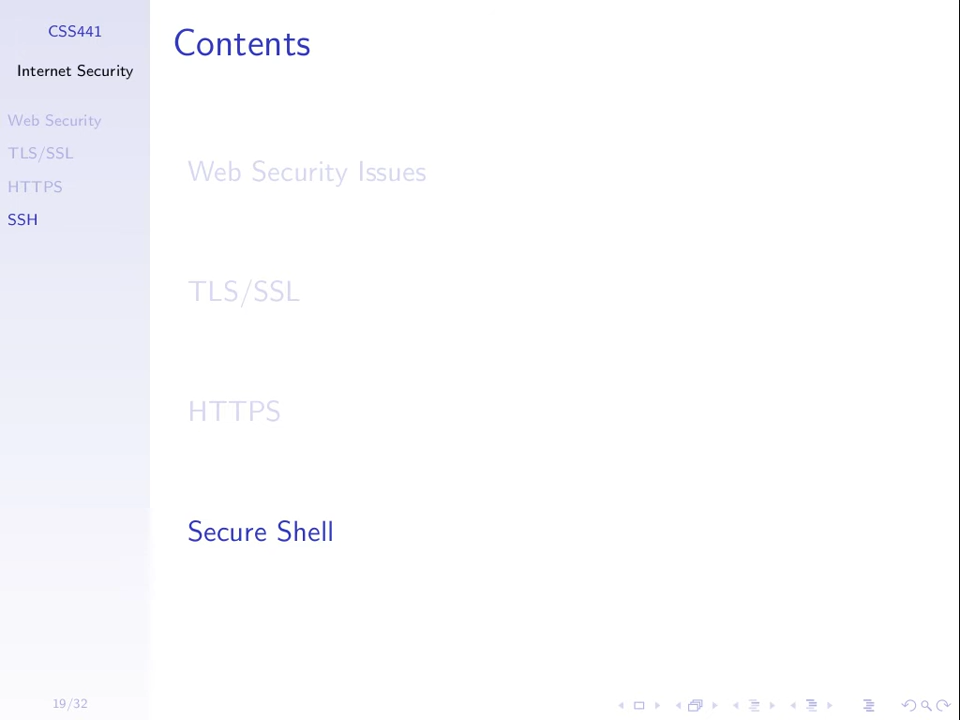 CSS441
Internet Security
Web Security
TLS/SSL
HTTPS
SSH
Contents
Web Security Issues
TLS/SSL
HTTPS
Secure Shell
19/32